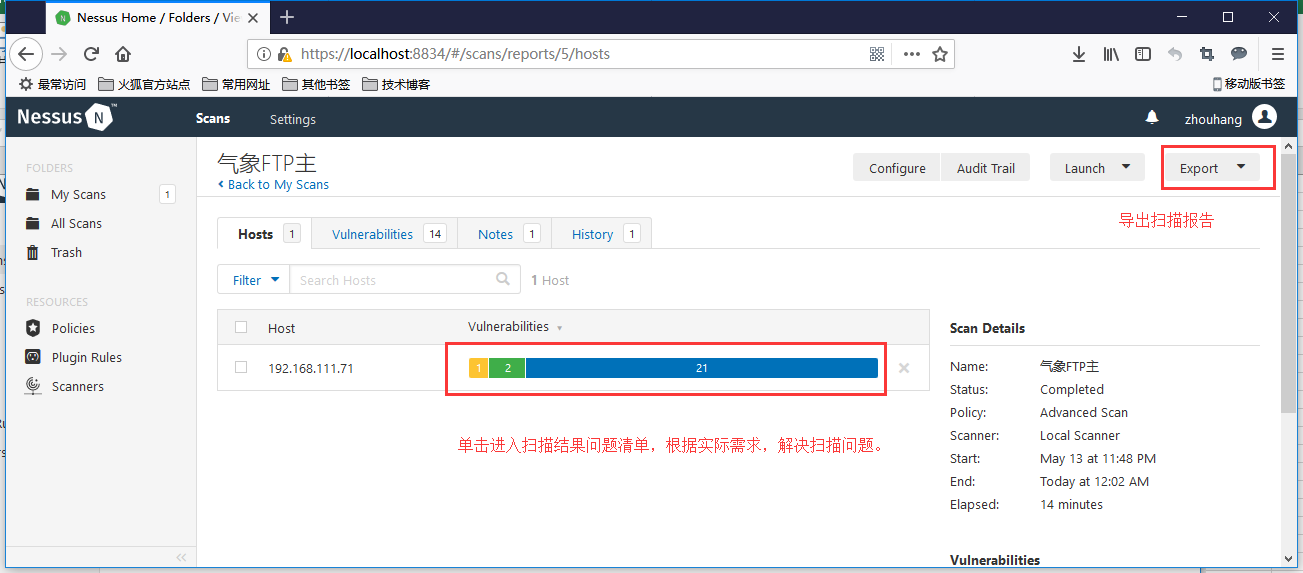 Nessus Home / Folders / Vie
https://localhost:8834/#/scans/reports/5/hosts
最常访问 火狐官方站点 常用网址 其他书签 技术博客 移动版书签
Nessus N ™ Scans Settings zhouhang
FOLDERS
My Scans 1
All Scans
Trash
RESOURCES
Policies
Plugin Rules
Scanners
气象FTP主
Back to My Scans
Configure Audit Trail Launch Export
导出扫描报告
Hosts 1 Vulnerabilities 14 Notes 1 History 1
Filter Search Hosts 1 Host
Host Vulnerabilities
192.168.111.71 1 2 21
单击进入扫描结果问题清单，根据实际需求，解决扫描问题。
Scan Details
Name: 气象FTP主
Status: Completed
Policy: Advanced Scan
Scanner: Local Scanner
Start: May 13 at 11:48 PM
End: Today at 12:02 AM
Elapsed: 14 minutes
Vulnerabilities